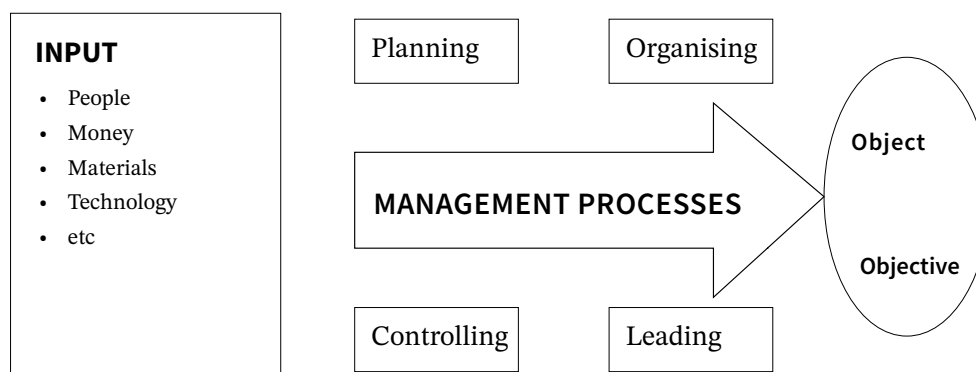 INPUT
• People
• Money
• Materials
• Technology
• etc
Planning
Organising
MANAGEMENT PROCESSES
Controlling
Leading
Object
Objective